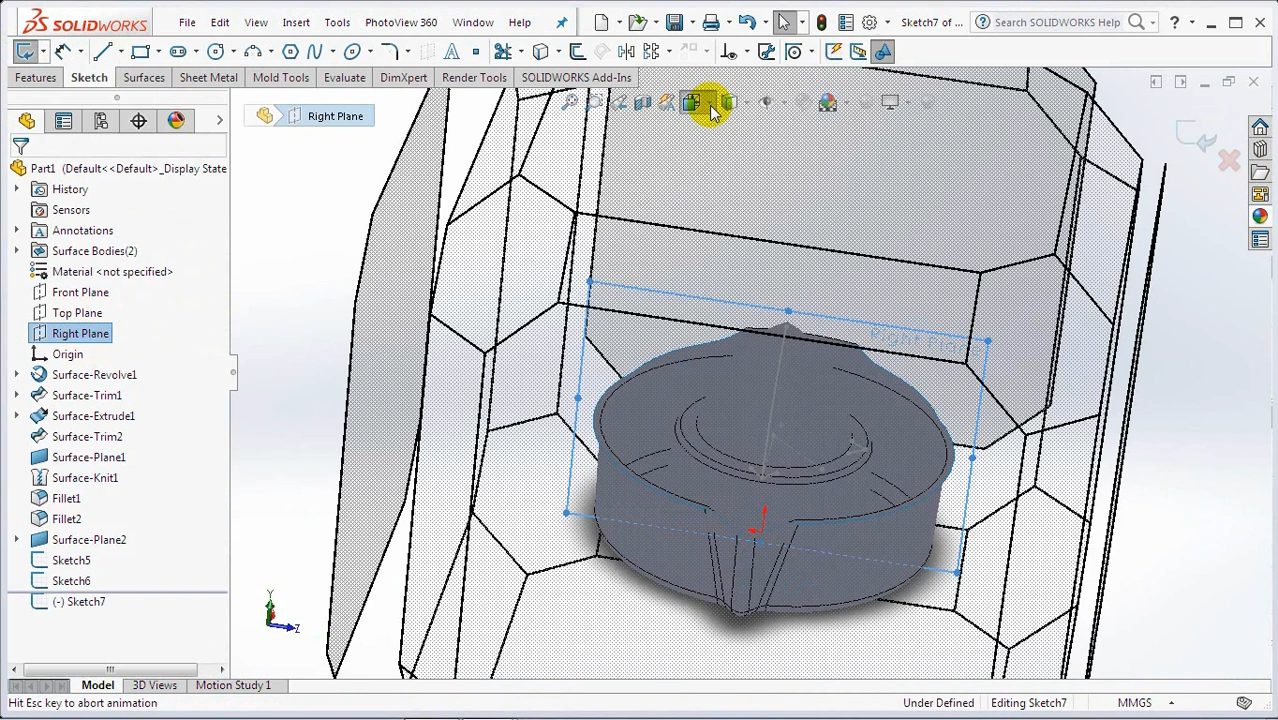 SOLIDWORKS File Edit View Insert Tools PhotoView 360 Window Help Sketch7 of ... Search SOLIDWORKS Help
Features Sketch Surfaces Sheet Metal Mold Tools Evaluate DimXpert Render Tools SOLIDWORKS Add-Ins
Right Plane
Part1 (Default<<Default>_Display State
History
Sensors
Annotations
Surface Bodies(2)
Material <not specified>
Front Plane
Top Plane
Right Plane
Origin
Surface-Revolve1
Surface-Trim1
Surface-Extrude1
Surface-Trim2
Surface-Plane1
Surface-Knit1
Fillet1
Fillet2
Surface-Plane2
Sketch5
Sketch6
(-) Sketch7
Right Plane
Y
Z
Model 3D Views Motion Study 1
Hit Esc key to abort animation Under Defined Editing Sketch7 MMGS